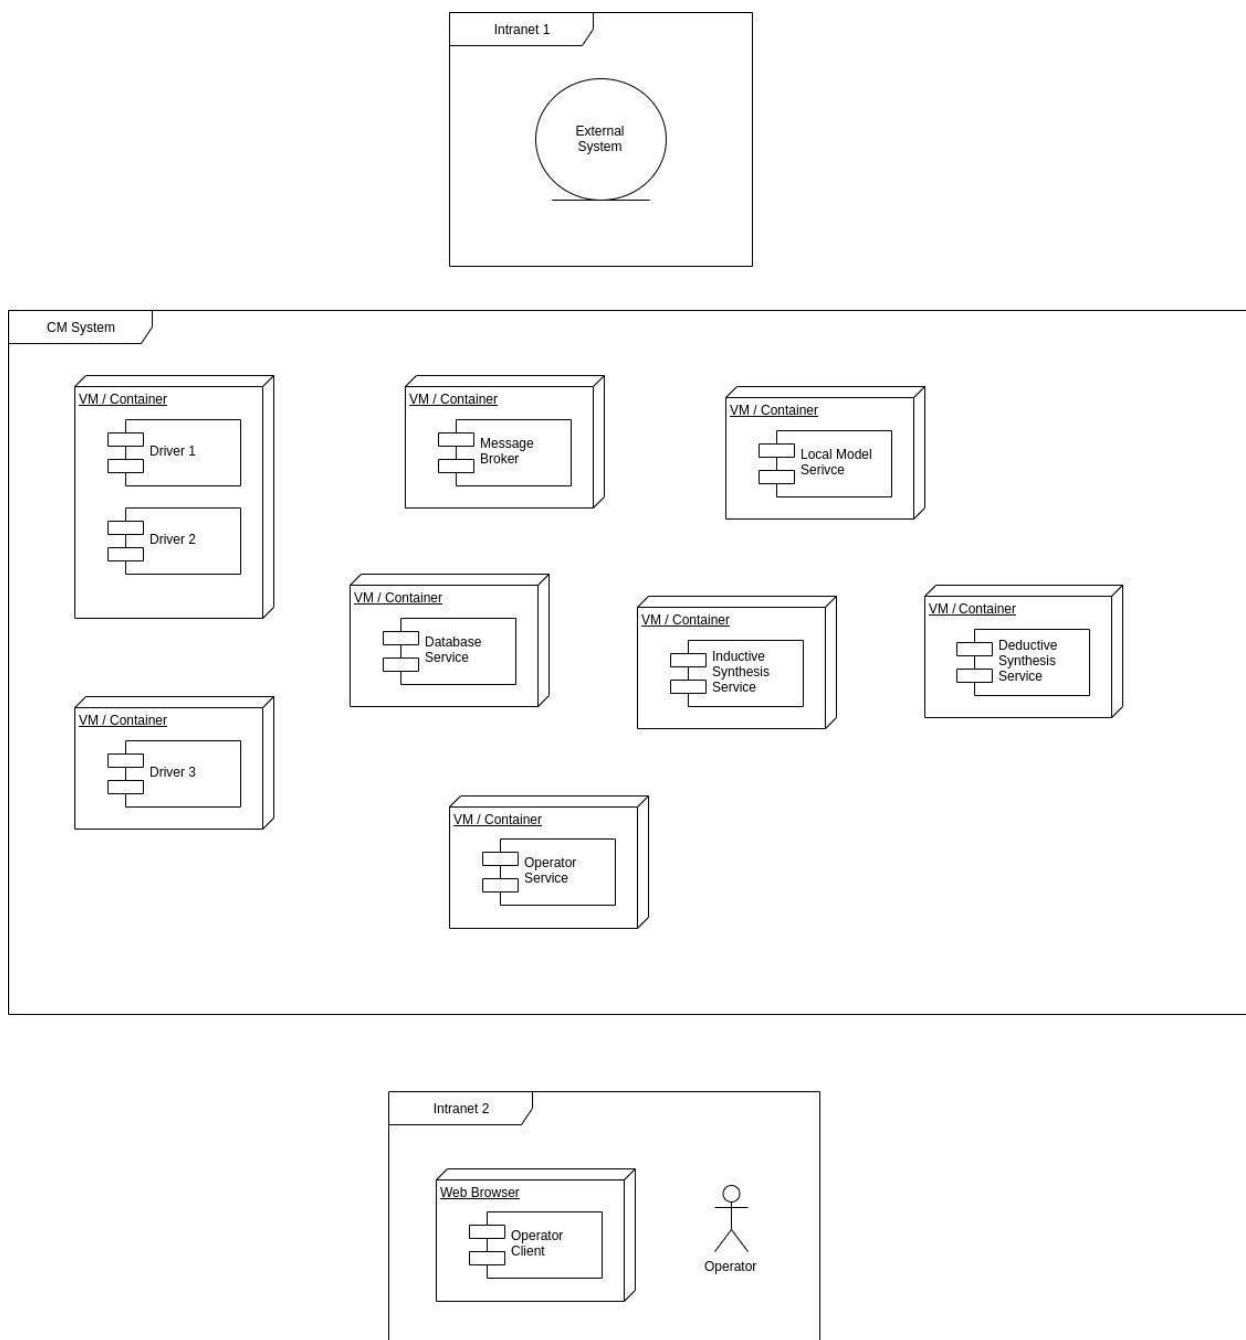 Intranet 1
External
System
CM System
VM / Container
Driver 1
Driver 2
VM / Container
Message
Broker
VM / Container
Local Model
Serivce
VM / Container
Database
Service
VM / Container
Inductive
Synthesis
Service
VM / Container
Deductive
Synthesis
Service
VM / Container
Driver 3
VM / Container
Operator
Service
Intranet 2
Web Browser
Operator
Client
Operator